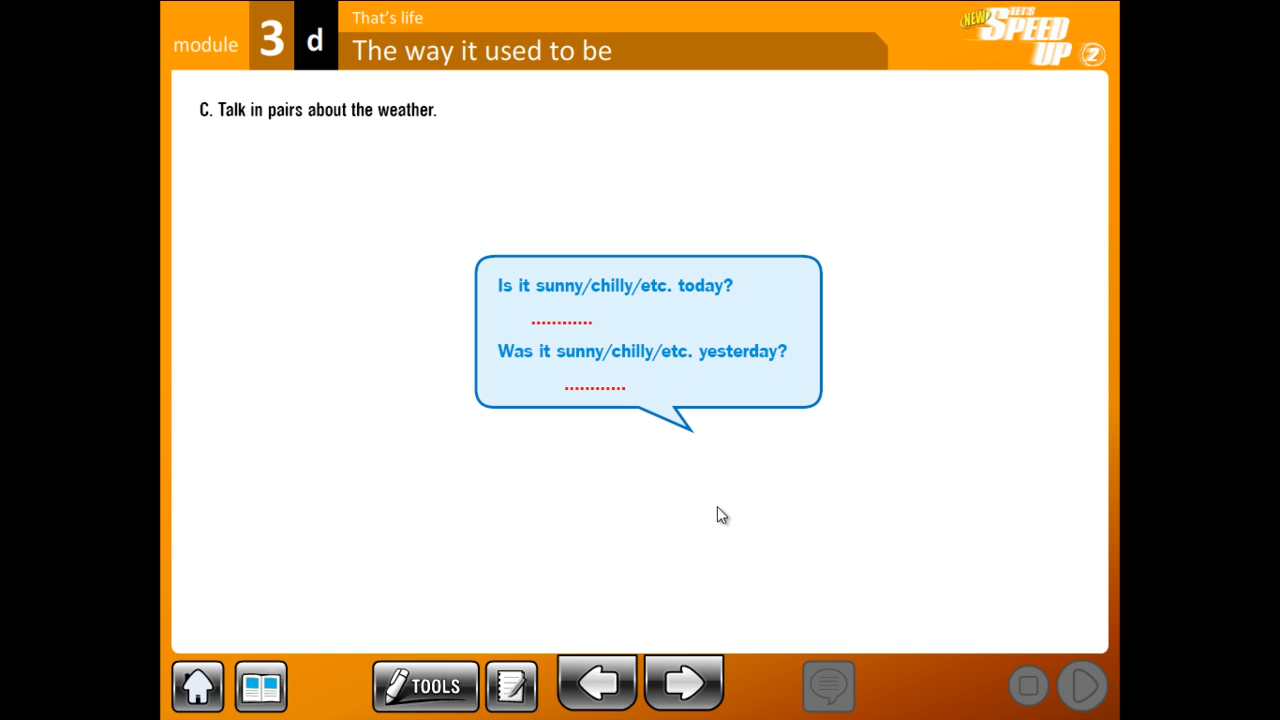 That's life
module 3 d The way it used to be
NEW LET'S SPEED UP 2
C. Talk in pairs about the weather.
Is it sunny/chilly/etc. today?
............
Was it sunny/chilly/etc. yesterday?
............
TOOLS